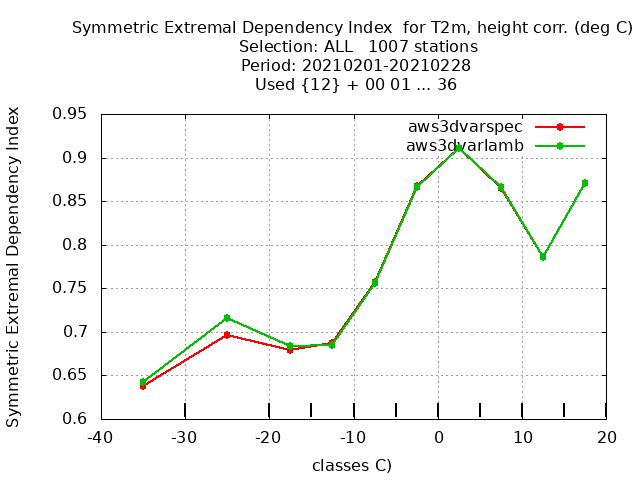 Symmetric Extremal Dependency Index  for T2m, height corr. (deg C)
Selection: ALL   1007 stations
Period: 20210201-20210228
Used {12} + 00 01 ... 36
Symmetric Extremal Dependency Index
0.95
0.9
0.85
0.8
0.75
0.7
0.65
0.6
aws3dvarspec
aws3dvarlamb
-40 -30 -20 -10 0 10 20
classes C)